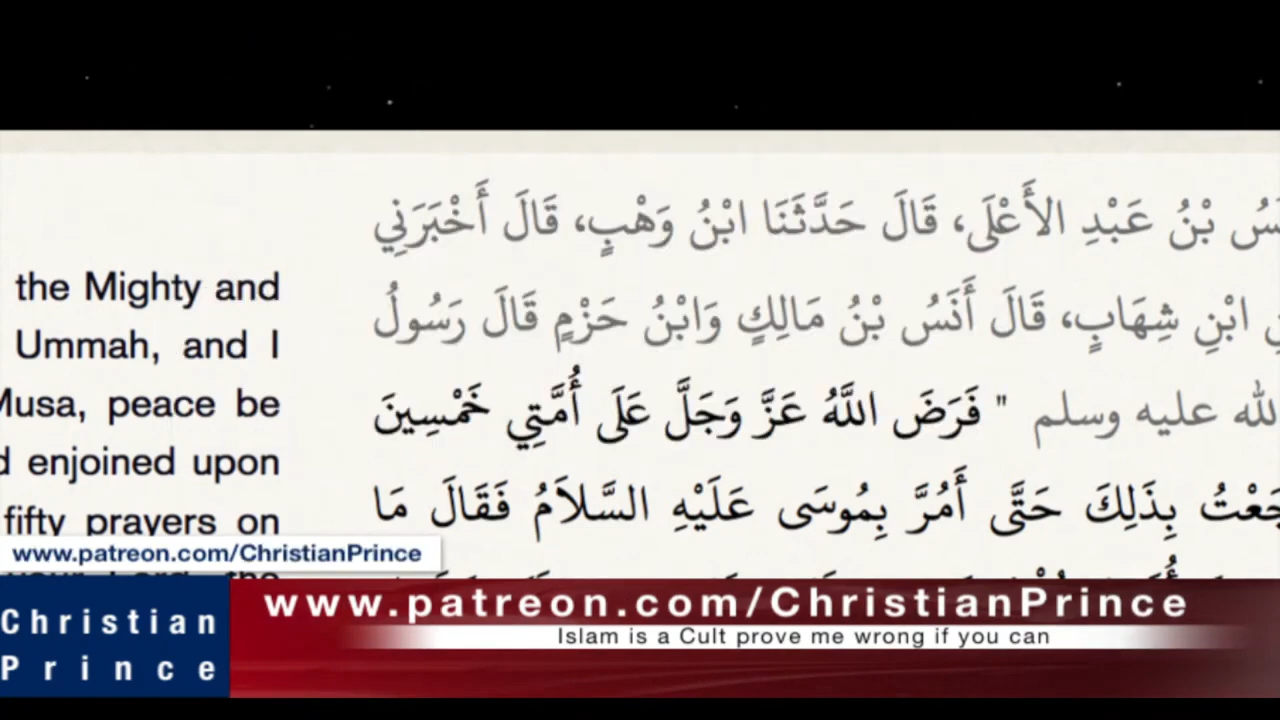 the Mighty and
Ummah, and I
Musa, peace be
enjoined upon
fifty prayers on
بْنُ عَبْدِ الأَعْلَى، قَالَ حَدَّثَنَا ابْنُ وَهْبٍ، قَالَ أَخْبَرَنِي
ابْنِ شِهَابٍ، قَالَ أَنَسُ بْنُ مَالِكٍ وَابْنُ حَزْمٍ قَالَ رَسُولُ
الله عليه وسلم " فَرَضَ اللَّهُ عَزَّ وَجَلَّ عَلَى أُمَّتِي خَمْسِينَ
بِذَلِكَ حَتَّى أَمُرَّ بِمُوسَى عَلَيْهِ السَّلاَمُ فَقَالَ مَا
www.patreon.com/ChristianPrince
Christian
Prince
www.patreon.com/ChristianPrince
Islam is a Cult prove me wrong if you can